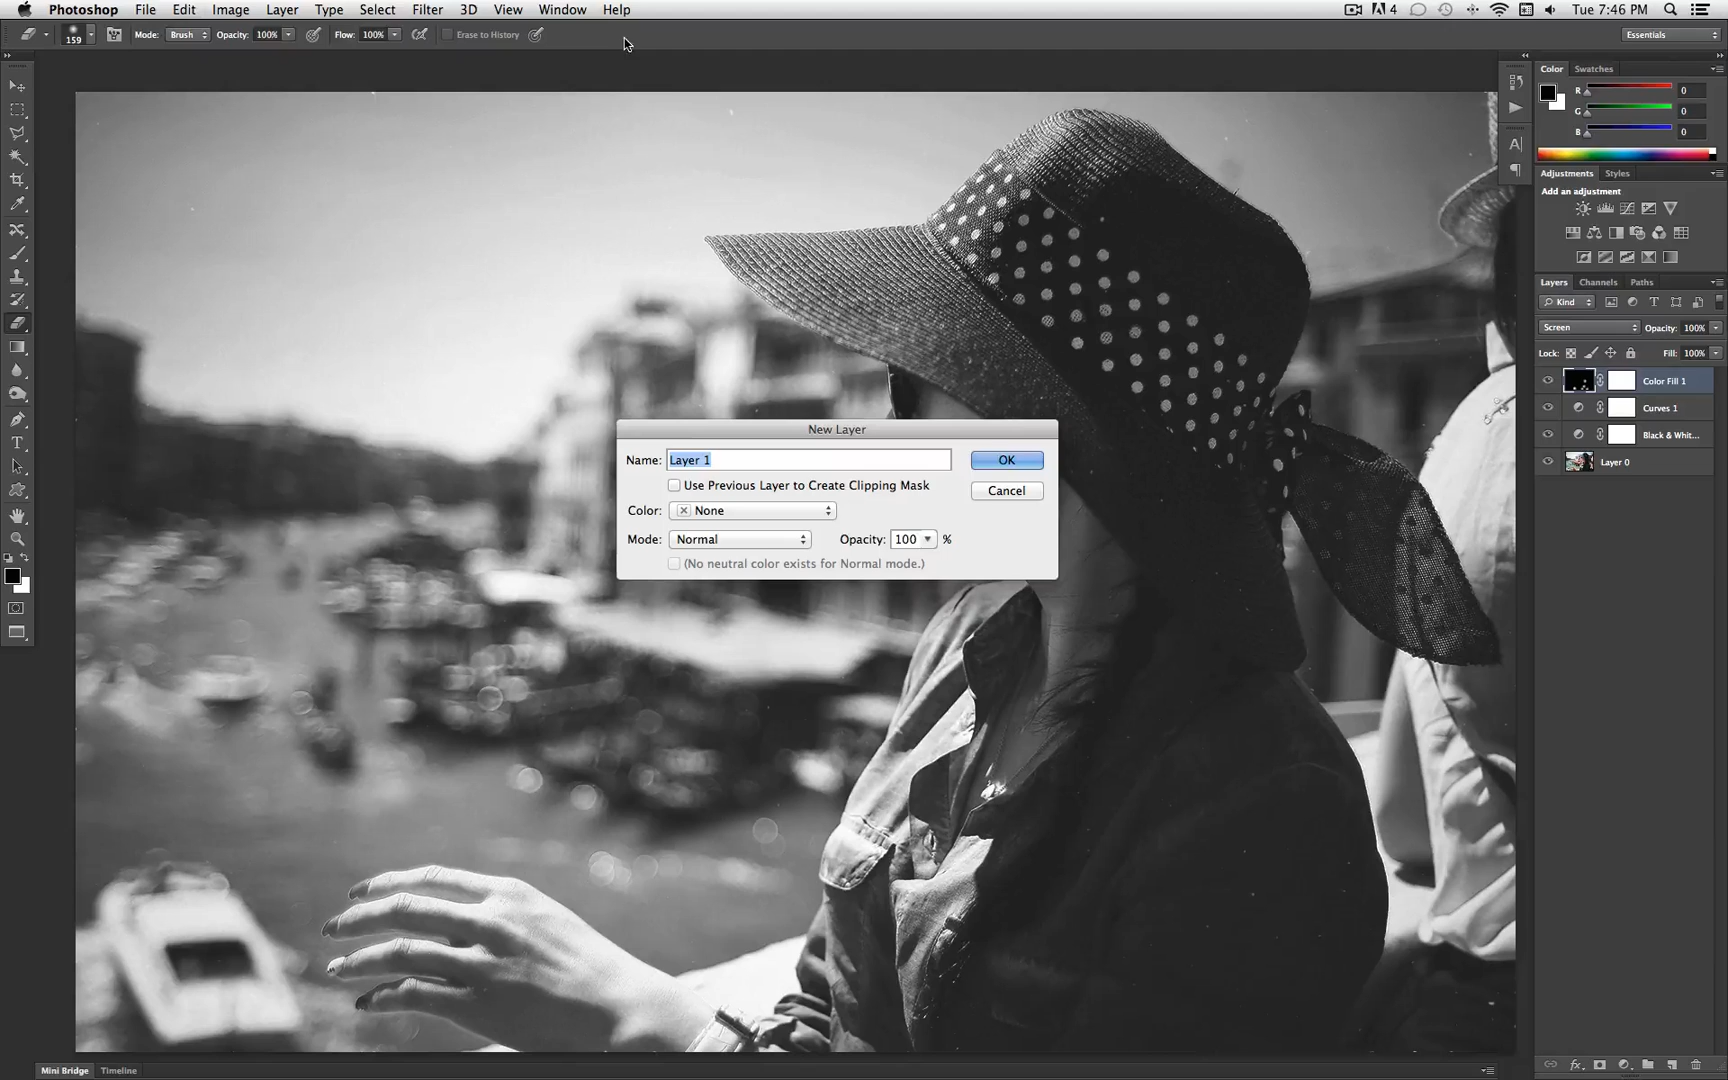 Photoshop File Edit Image Layer Type Select Filter 3D View Window Help 4 Tue 7:46 PM
159 Mode: Brush Opacity: 100% Flow: 100% Erase to History Essentials
Color Swatches
R 0
G 0
B 0
Adjustments Styles
Add an adjustment
Layers Channels Paths
Kind
Screen Opacity: 100%
Lock: Fill: 100%
Color Fill 1
Curves 1
Black & Whit...
Layer 0
New Layer
Name: Layer 1 OK
Use Previous Layer to Create Clipping Mask
Cancel
Color: None
Mode: Normal Opacity: 100 %
(No neutral color exists for Normal mode.)
Mini Bridge Timeline